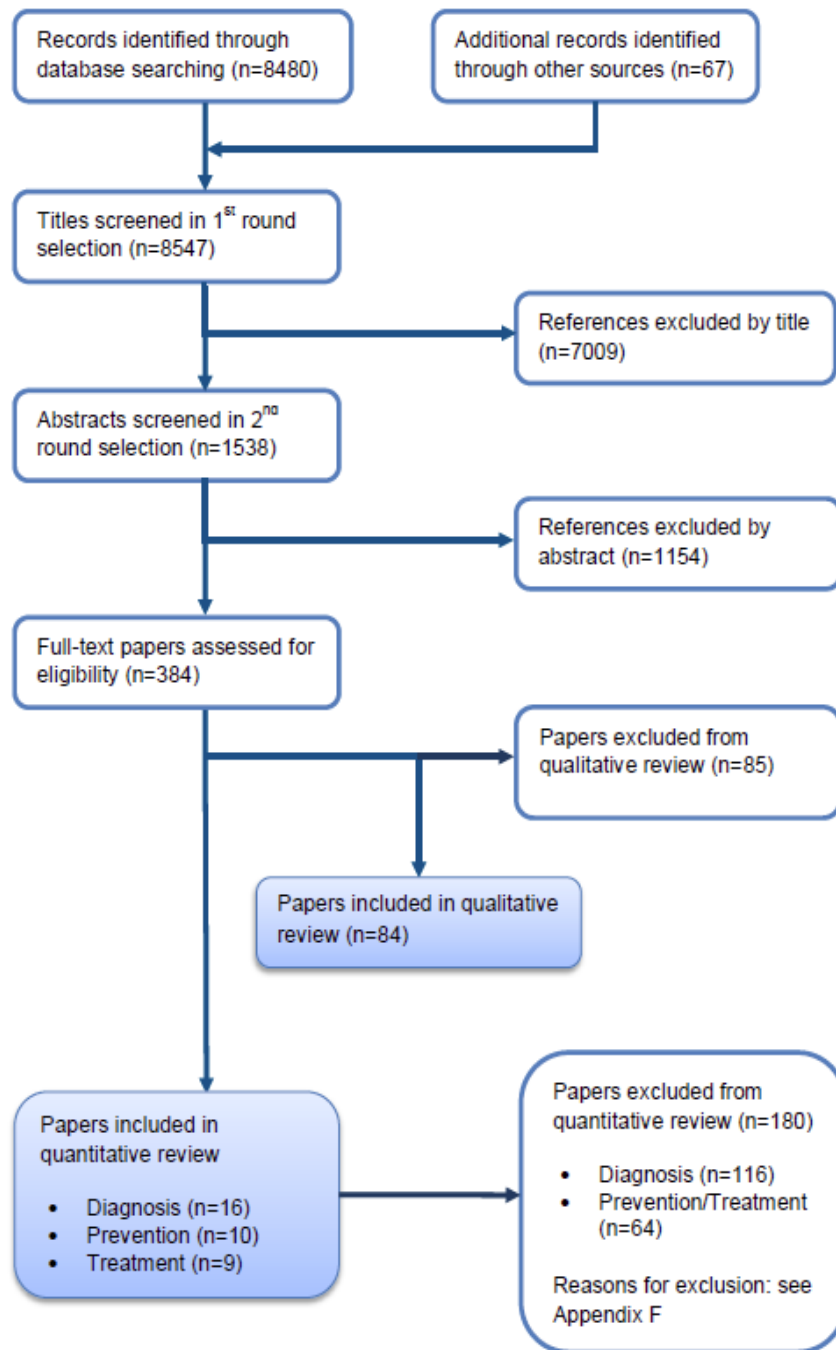 Records identified through
database searching (n=8480)
Additional records identified
through other sources (n=67)
Titles screened in 1st round
selection (n=8547)
References excluded by title
(n=7009)
Abstracts screened in 2nd
round selection (n=1538)
References excluded by
abstract (n=1154)
Full-text papers assessed for
eligibility (n=384)
Papers excluded from
qualitative review (n=85)
Papers included in qualitative
review (n=84)
Papers included in
quantitative review
• Diagnosis (n=16)
• Prevention (n=10)
• Treatment (n=9)
Papers excluded from
quantitative review (n=180)
• Diagnosis (n=116)
• Prevention/Treatment
(n=64)
Reasons for exclusion: see
Appendix F